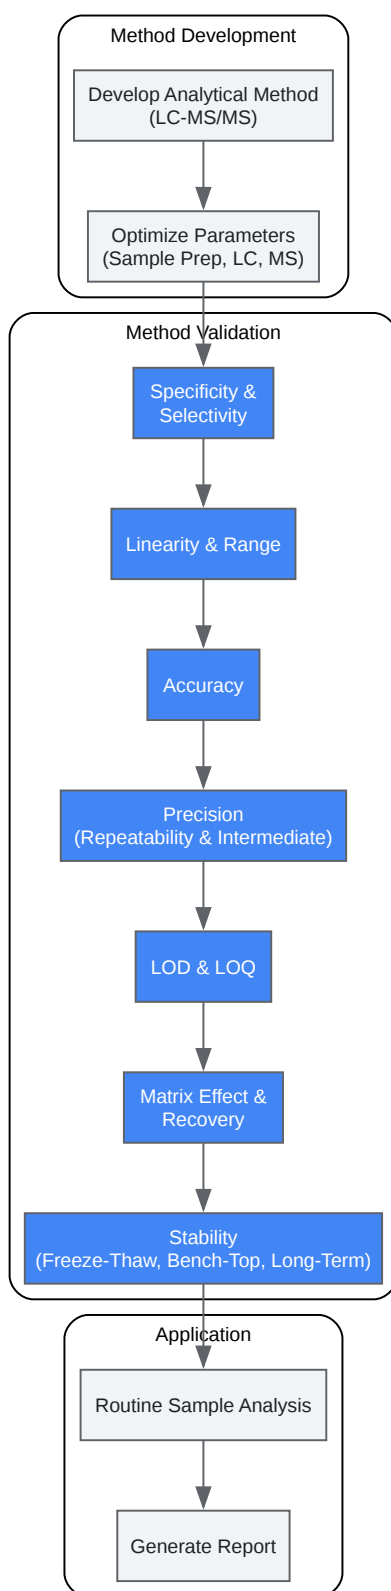 Method Development
Develop Analytical Method
(LC-MS/MS)
Optimize Parameters
(Sample Prep, LC, MS)
Method Validation
Specificity &
Selectivity
Linearity & Range
Accuracy
Precision
(Repeatability & Intermediate)
LOD & LOQ
Matrix Effect &
Recovery
Stability
(Freeze-Thaw, Bench-Top, Long-Term)
Application
Routine Sample Analysis
Generate Report